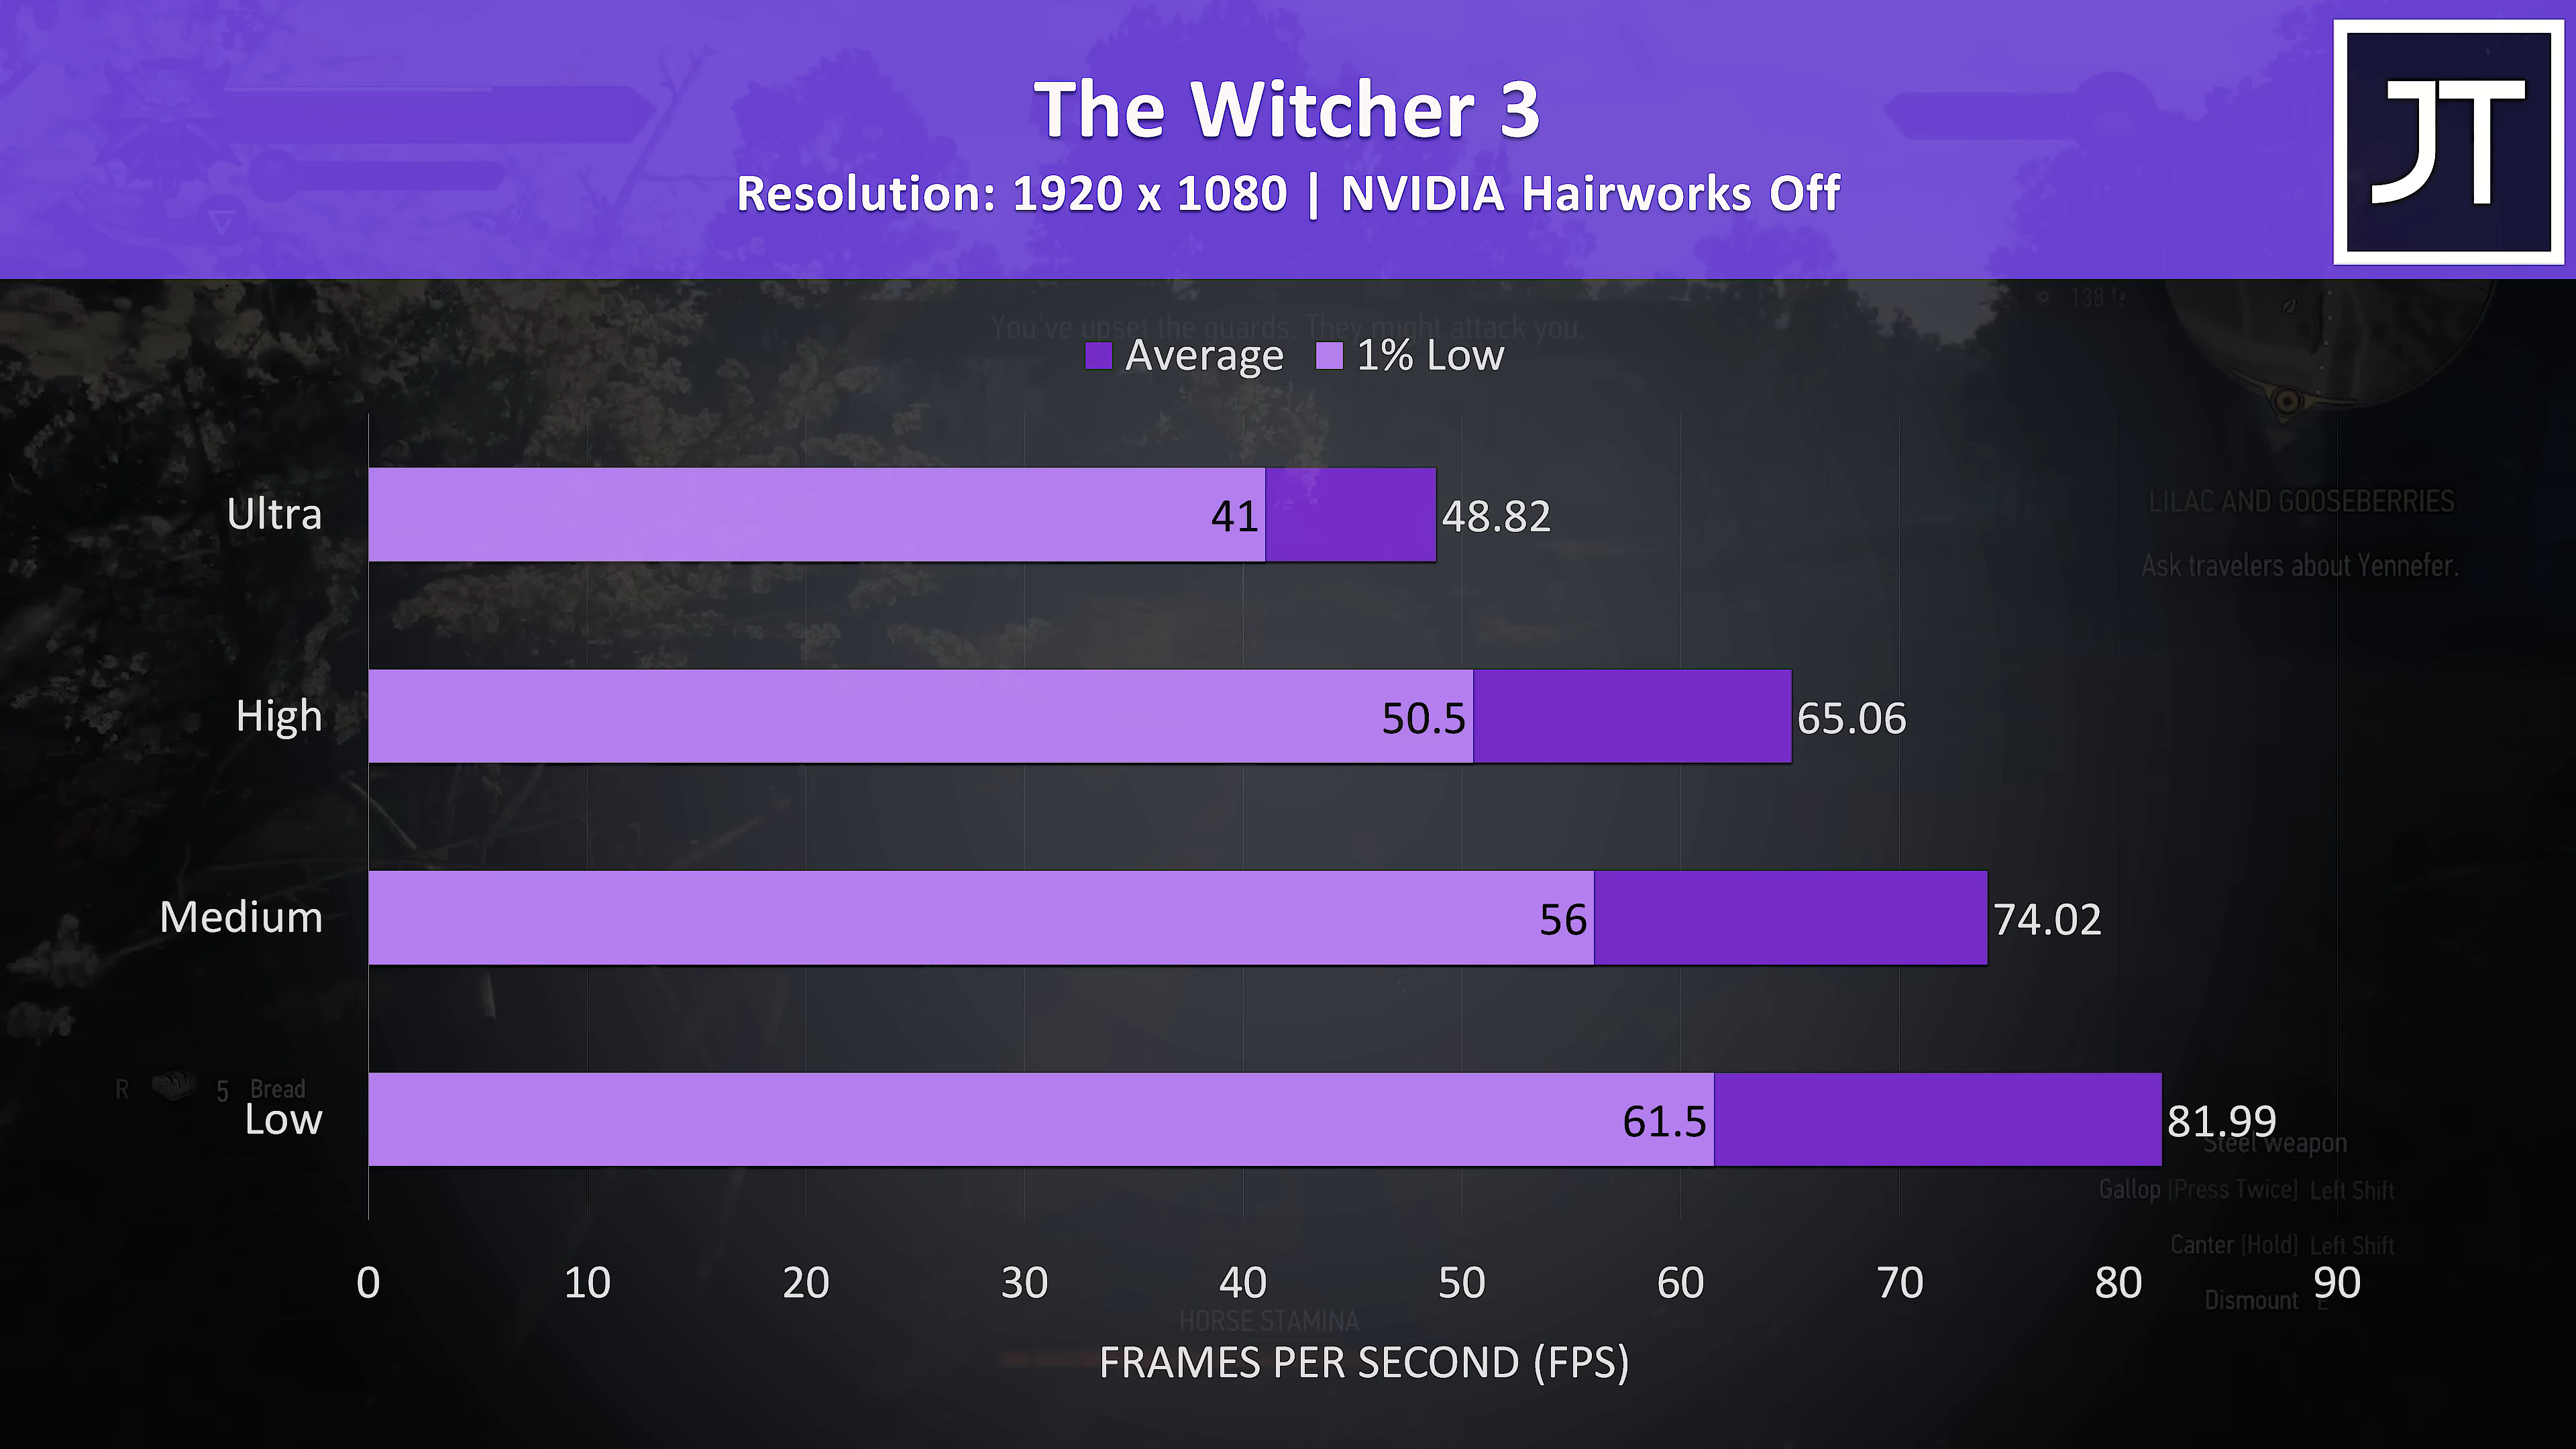 The Witcher 3
Resolution: 1920 x 1080 | NVIDIA Hairworks Off
JT
138
You've upset the guards. They might attack you.
Average 1% Low
Ultra 41 48.82
LILAC AND GOOSEBERRIES
Ask travelers about Yennefer.
High 50.5 65.06
Medium 56 74.02
R 5 Bread
Low 61.5 81.99
Steel weapon
Gallop [Press Twice] Left Shift
Canter [Hold] Left Shift
0 10 20 30 40 50 60 70 80 90
Dismount E
HORSE STAMINA
FRAMES PER SECOND (FPS)